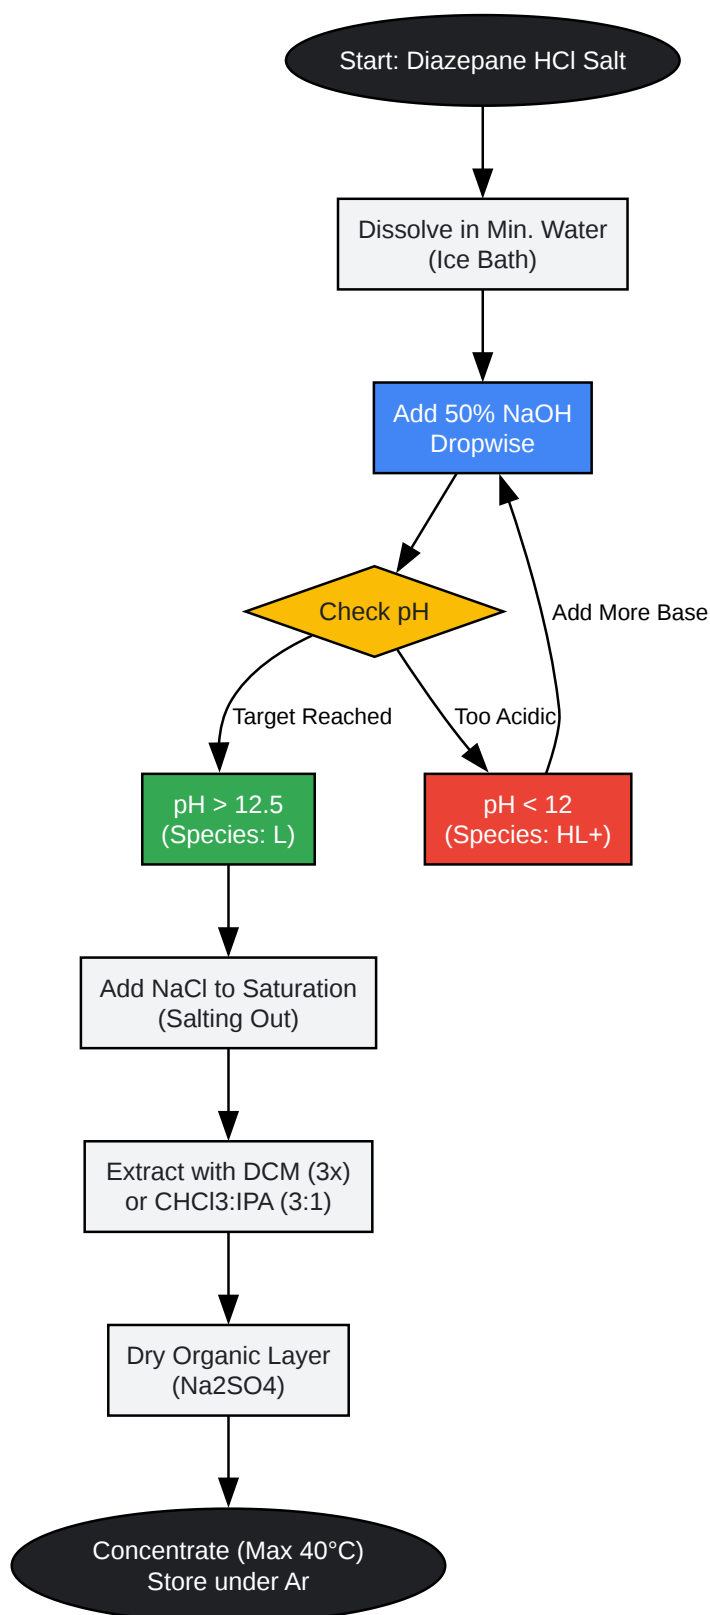 Start: Diazepane HCl Salt
Dissolve in Min. Water
(Ice Bath)
Add 50% NaOH
Dropwise
Check pH
Add More Base
Target Reached
Too Acidic
pH > 12.5
(Species: L)
pH < 12
(Species: HL+)
Add NaCl to Saturation
(Salting Out)
Extract with DCM (3x)
or CHCl3:IPA (3:1)
Dry Organic Layer
(Na2SO4)
Concentrate (Max 40°C)
Store under Ar